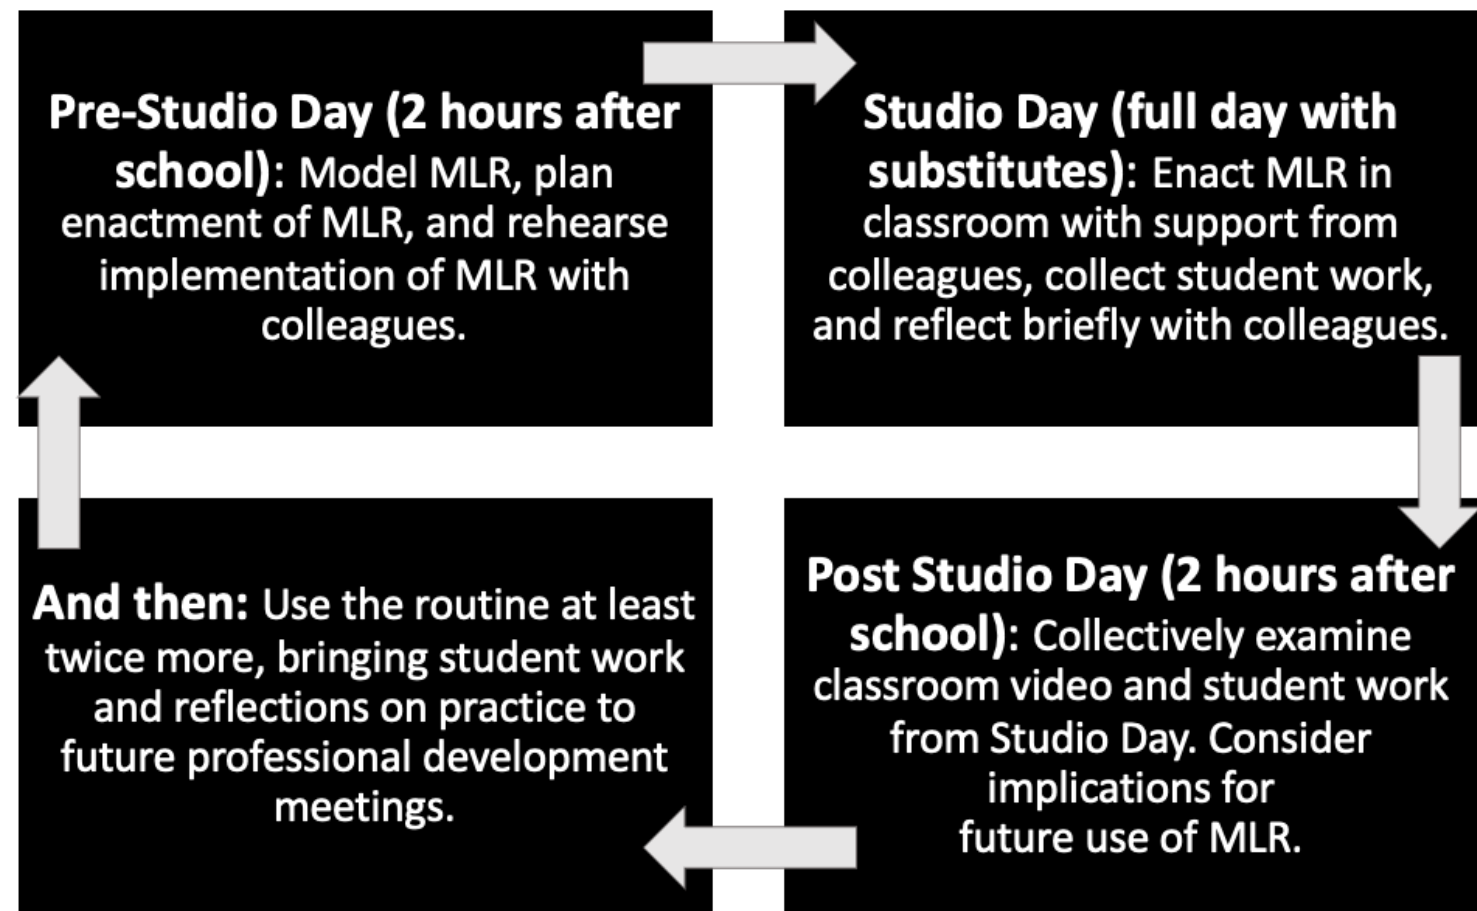 Pre-Studio Day (2 hours after
school): Model MLR, plan
enactment of MLR, and rehearse
implementation of MLR with
colleagues.
Studio Day (full day with
substitutes): Enact MLR in
classroom with support from
colleagues, collect student work,
and reflect briefly with colleagues.
Post Studio Day (2 hours after
school): Collectively examine
classroom video and student work
from Studio Day. Consider
implications for
future use of MLR.
And then: Use the routine at least
twice more, bringing student work
and reflections on practice to
future professional development
meetings.